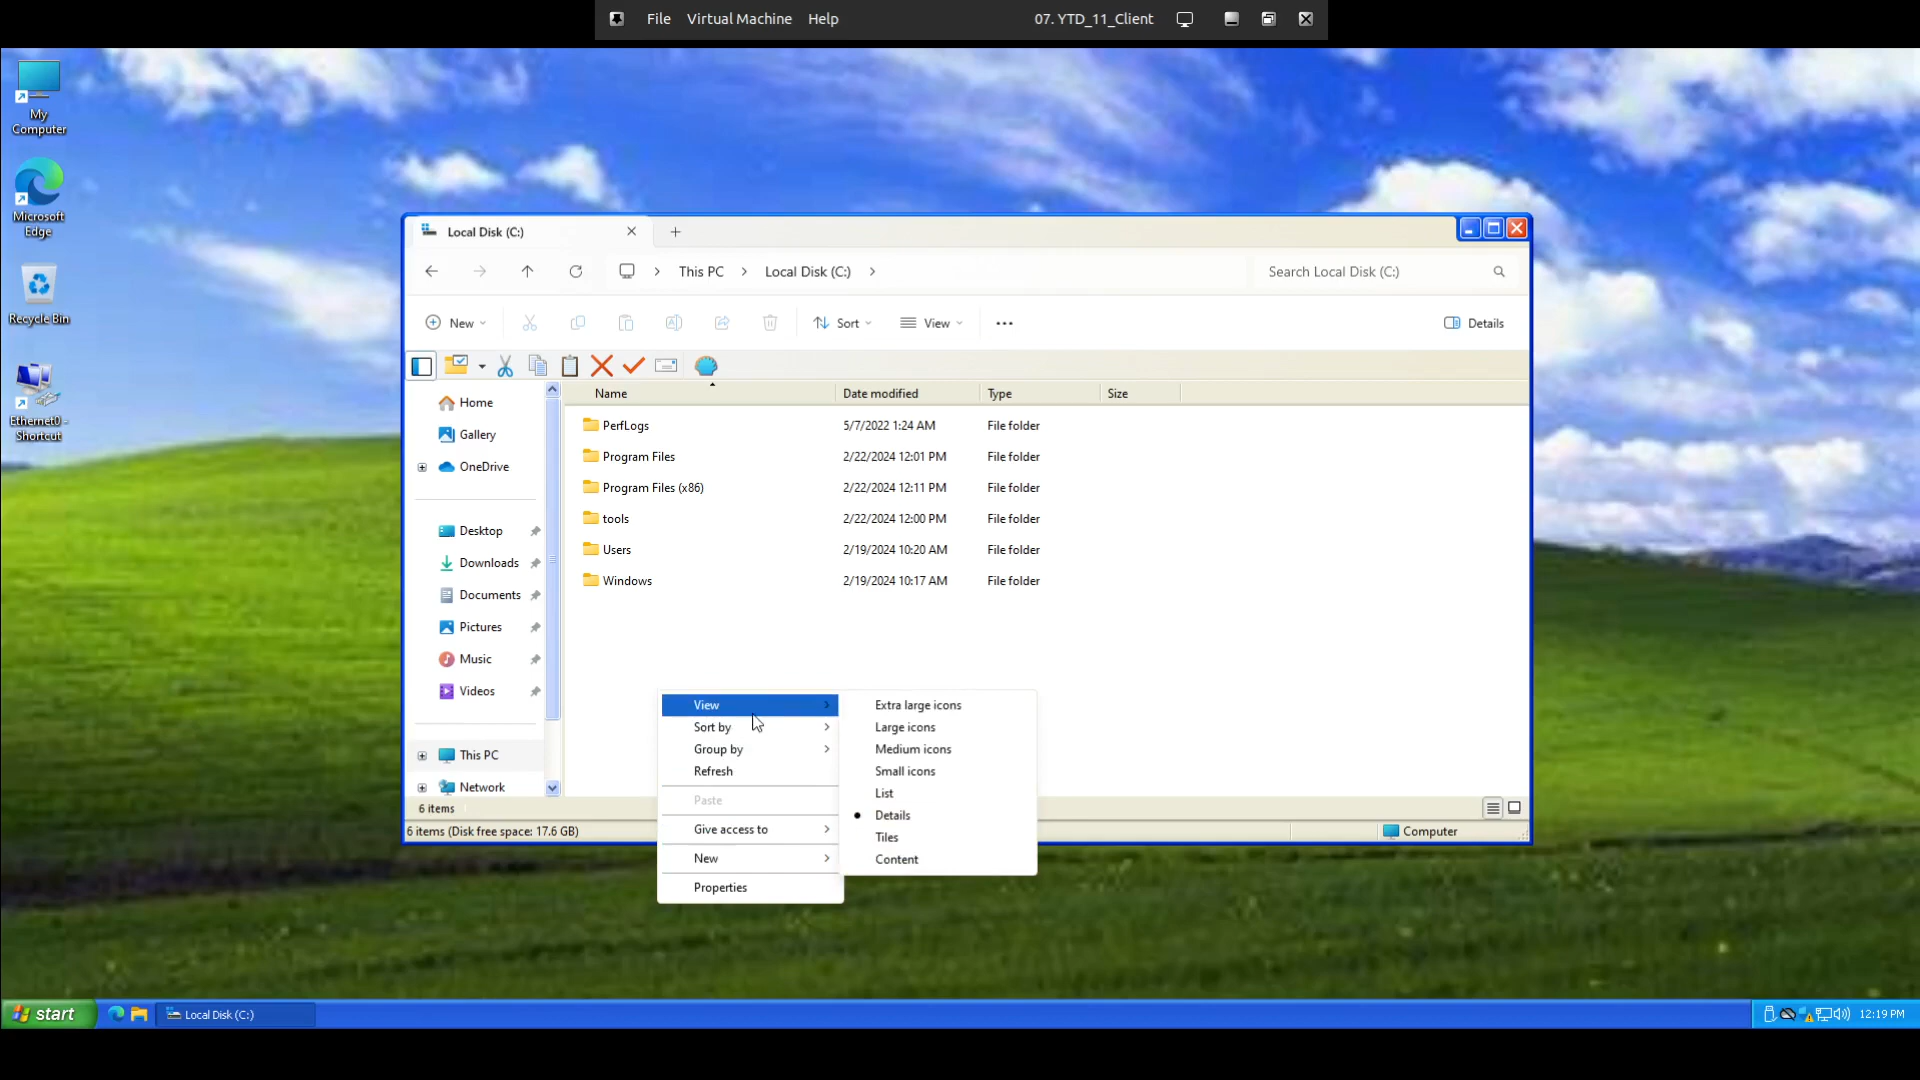 File Virtual Machine Help 07. YTD_11_Client
My
Computer
Microsoft
Edge
Recycle Bin
Ethernet0 -
Shortcut
Local Disk (C:)
This PC Local Disk (C:) Search Local Disk (C:)
New Sort View Details
Home
Gallery
OneDrive
Desktop
Downloads
Documents
Pictures
Music
Videos
This PC
Network
Name Date modified Type Size
PerfLogs 5/7/2022 1:24 AM File folder
Program Files 2/22/2024 12:01 PM File folder
Program Files (x86) 2/22/2024 12:11 PM File folder
tools 2/22/2024 12:00 PM File folder
Users 2/19/2024 10:20 AM File folder
Windows 2/19/2024 10:17 AM File folder
View
Sort by
Group by
Refresh
Paste
Give access to
New
Properties
Extra large icons
Large icons
Medium icons
Small icons
List
Details
Tiles
Content
6 items
6 items (Disk free space: 17.6 GB) Computer
start Local Disk (C:) 12:19 PM